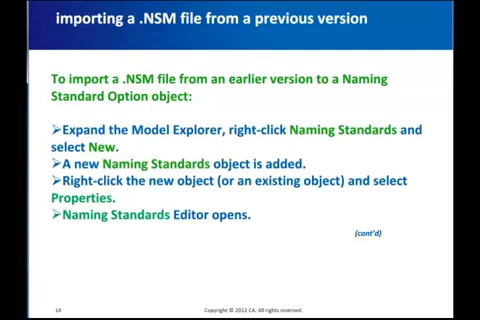 importing a .NSM file from a previous version
To import a .NSM file from an earlier version to a Naming
Standard Option object:
➢Expand the Model Explorer, right-click Naming Standards and
select New.
➢A new Naming Standards object is added.
➢Right-click the new object (or an existing object) and select
Properties.
➢Naming Standards Editor opens.
(cont'd)
14
Copyright © 2012 CA. All rights reserved.